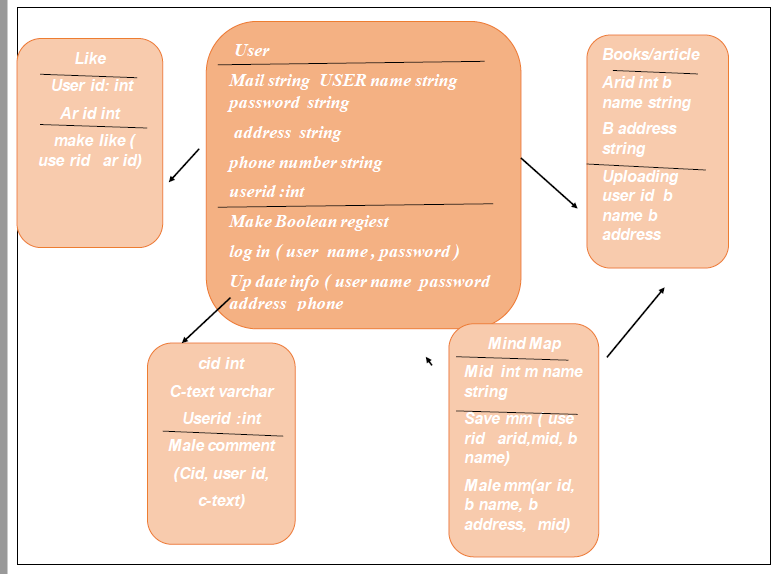 Like
User id: int
Ar id int
make like (
use rid ar id)
User
Mail string USER name string
password string
address string
phone number string
userid :int
Make Boolean regiest
log in ( user name , password )
Up date info ( user name password
address phone
Books/article
Arid int b
name string
B address
string
Uploading
user id b
name b
address
cid int
C-text varchar
Userid :int
Male comment
(Cid, user id,
c-text)
Mind Map
Mid int m name
string
Save mm ( use
rid arid,mid, b
name)
Male mm(ar id,
b name, b
address, mid)